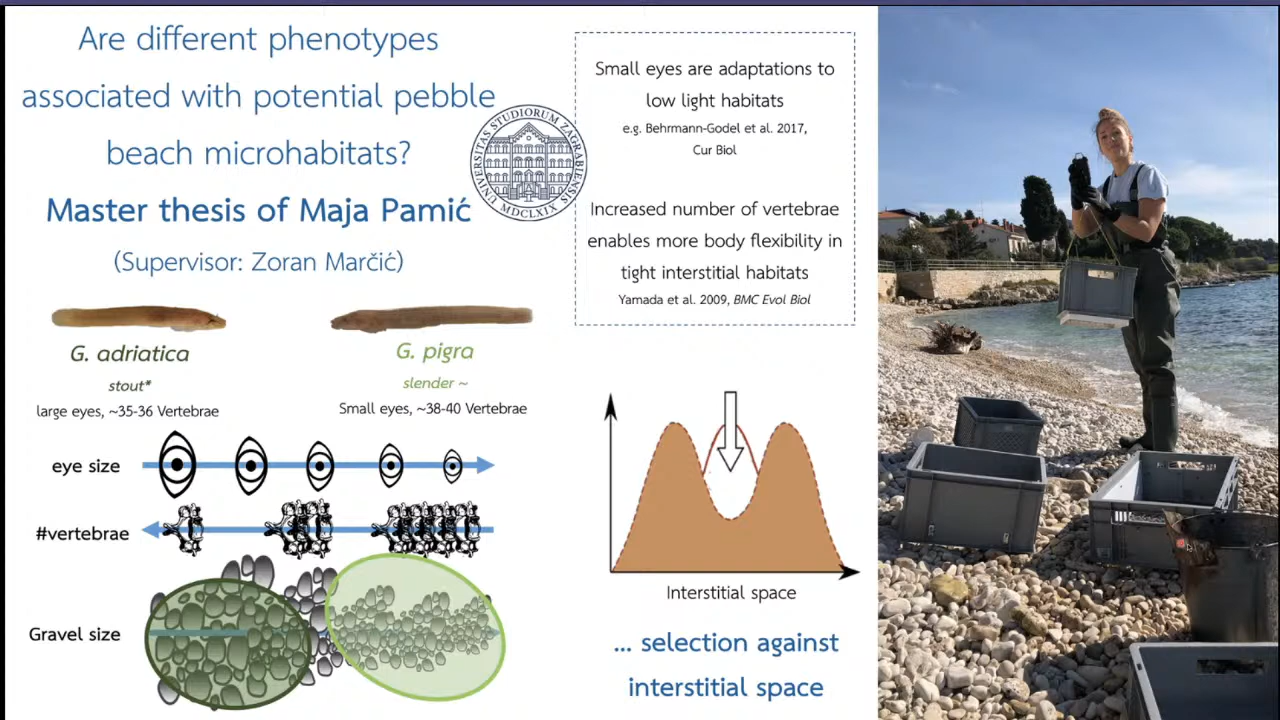 Are different phenotypes
associated with potential pebble
beach microhabitats?
Master thesis of Maja Pamić
(Supervisor: Zoran Marčić)
UNIVERSITAS STUDIORUM ZAGRABIENSIS
MDCLXIX
Small eyes are adaptations to
low light habitats
e.g. Behrmann-Godel et al. 2017,
Cur Biol
Increased number of vertebrae
enables more body flexibility in
tight interstitial habitats
Yamada et al. 2009, BMC Evol Biol
G. adriatica
stout*
large eyes, ~35-36 Vertebrae
G. pigra
slender ~
Small eyes, ~38-40 Vertebrae
eye size
#vertebrae
Gravel size
Interstitial space
... selection against
interstitial space